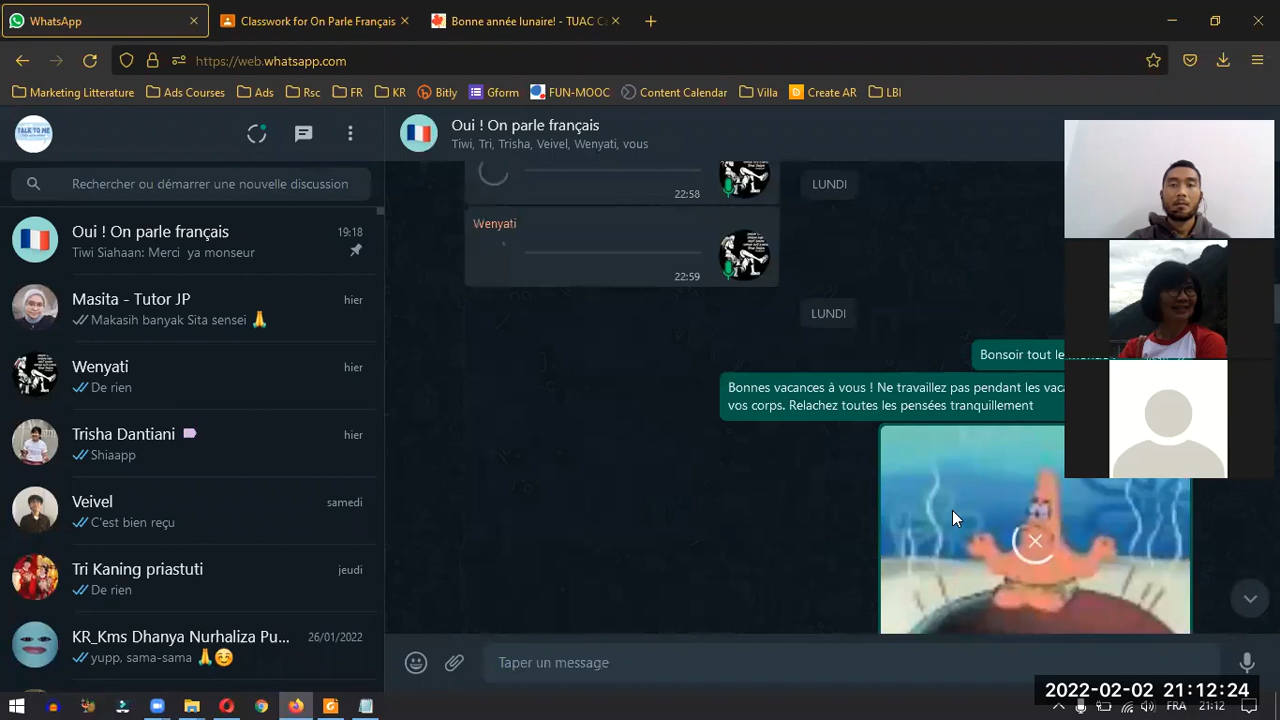 WhatsApp
Classwork for On Parle Français
Bonne année lunaire! - TUAC C
https://web.whatsapp.com
Marketing Litterature
Ads Courses
Ads
Rsc
FR
KR
Bitly
Gform
FUN-MOOC
Content Calendar
Villa
Create AR
LBI
TALK TO ME
Oui ! On parle français
Tiwi, Tri, Trisha, Veivel, Wenyati, vous
Rechercher ou démarrer une nouvelle discussion
Oui ! On parle français
19:18
Tiwi Siahaan: Merci ya monseur
Masita - Tutor JP
hier
Makasih banyak Sita sensei 🙏
Wenyati
hier
De rien
Trisha Dantiani
hier
Shiaapp
Veivel
samedi
C'est bien reçu
Tri Kaning priastuti
jeudi
De rien
KR_Kms Dhanya Nurhaliza Pu...
26/01/2022
yupp, sama-sama 🙏☺️
22:58
LUNDI
Wenyati
22:59
LUNDI
Bonsoir tout le
Bonnes vacances à vous ! Ne travaillez pas pendant les vaca
vos corps. Relachez toutes les pensées tranquillement
Taper un message
2022-02-02 21:12:24
FRA
21:12